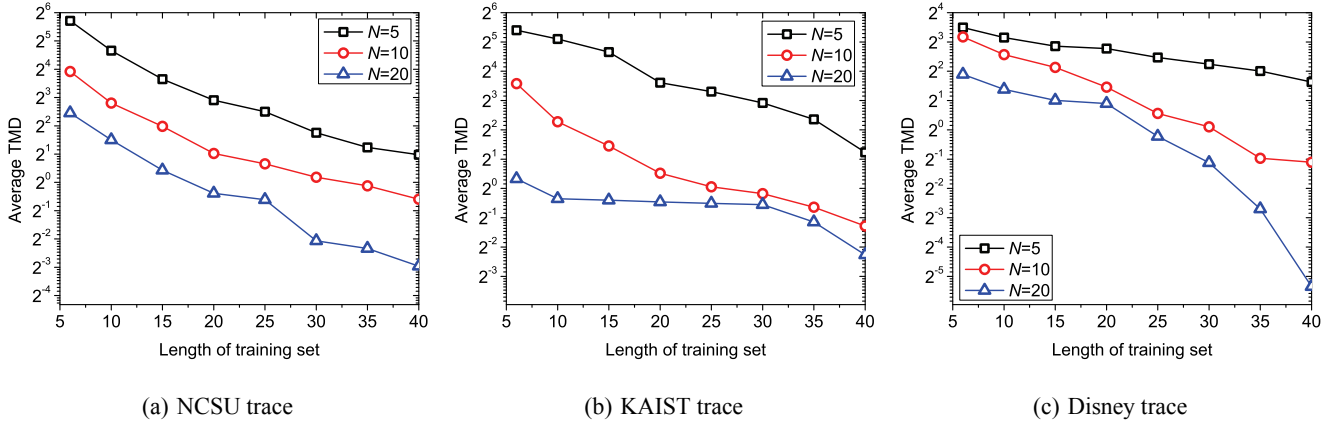 2^6
2^5
2^4
2^3
2^2
2^1
2^0
2^-1
2^-2
2^-3
2^-4
Average TMD
N=5
N=10
N=20
5 10 15 20 25 30 35 40
Length of training set
(a) NCSU trace
2^6
2^5
2^4
2^3
2^2
2^1
2^0
2^-1
2^-2
2^-3
Average TMD
N=5
N=10
N=20
5 10 15 20 25 30 35 40
Length of training set
(b) KAIST trace
2^4
2^3
2^2
2^1
2^0
2^-1
2^-2
2^-3
2^-4
2^-5
Average TMD
N=5
N=10
N=20
5 10 15 20 25 30 35 40
Length of training set
(c) Disney trace